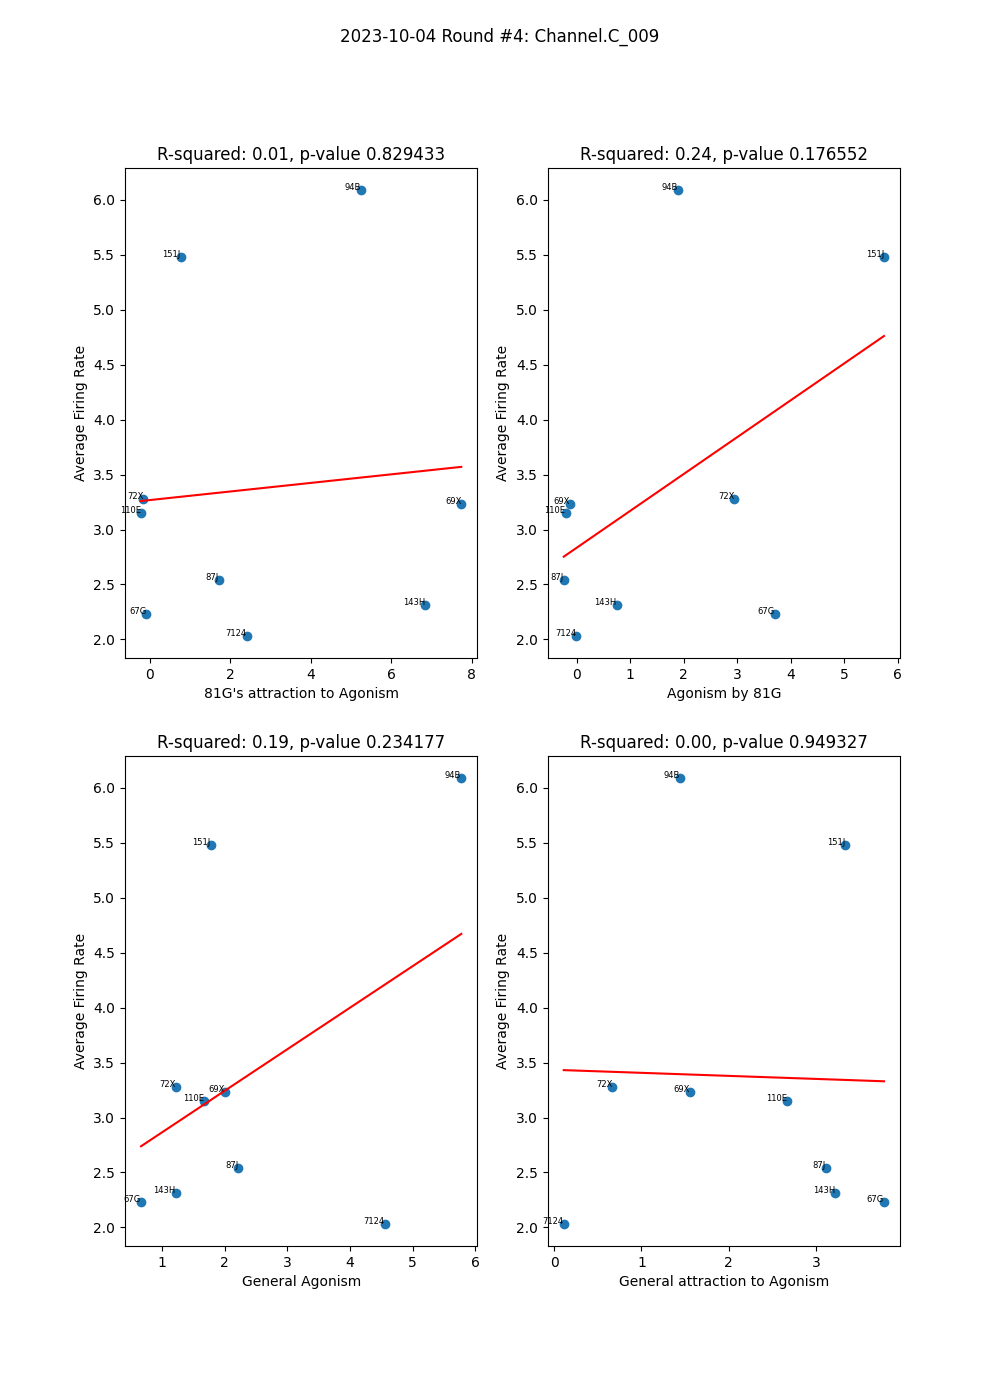 2023-10-04 Round #4: Channel.C_009
R-squared: 0.01, p-value 0.829433
Average Firing Rate
6.0
5.5
5.0
4.5
4.0
3.5
3.0
2.5
2.0
94B
151J
72X
110E
69X
87J
143H
67G
7124
0 2 4 6 8
81G's attraction to Agonism
R-squared: 0.24, p-value 0.176552
Average Firing Rate
6.0
5.5
5.0
4.5
4.0
3.5
3.0
2.5
2.0
94B
151J
69X
72X
110E
87J
143H
67G
7124
0 1 2 3 4 5 6
Agonism by 81G
R-squared: 0.19, p-value 0.234177
Average Firing Rate
6.0
5.5
5.0
4.5
4.0
3.5
3.0
2.5
2.0
94B
151J
72X
69X
110E
87J
143H
67G
7124
1 2 3 4 5 6
General Agonism
R-squared: 0.00, p-value 0.949327
Average Firing Rate
6.0
5.5
5.0
4.5
4.0
3.5
3.0
2.5
2.0
94B
151J
72X
69X
110E
87J
143H
67G
7124
0 1 2 3
General attraction to Agonism